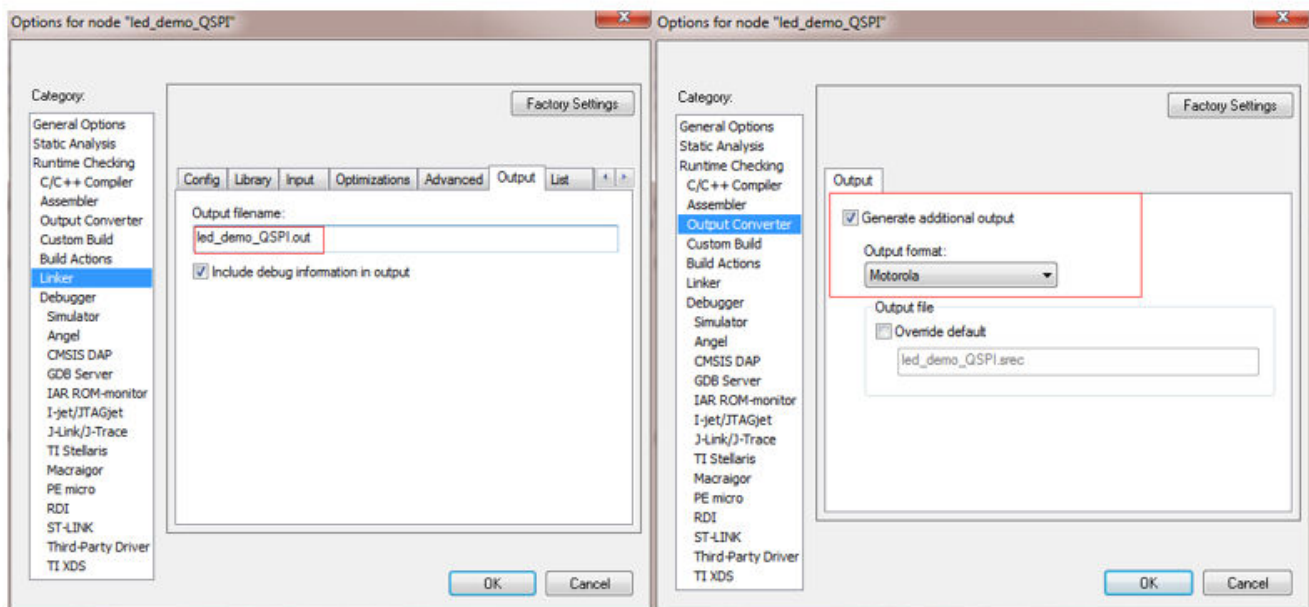 Options for node "led_demo_QSPI"
Category:
General Options
Static Analysis
Runtime Checking
C/C++ Compiler
Assembler
Output Converter
Custom Build
Build Actions
Linker
Debugger
Simulator
Angel
CMSIS DAP
GDB Server
IAR ROM-monitor
I-jet/JTAGjet
J-Link/J-Trace
TI Stellaris
Macraigor
PE micro
RDI
ST-LINK
Third-Party Driver
TI XDS
Factory Settings
Config Library Input Optimizations Advanced Output List
Output filename:
led_demo_QSPI.out
Include debug information in output
OK Cancel
Options for node "led_demo_QSPI"
Category:
General Options
Static Analysis
Runtime Checking
C/C++ Compiler
Assembler
Output Converter
Custom Build
Build Actions
Linker
Debugger
Simulator
Angel
CMSIS DAP
GDB Server
IAR ROM-monitor
I-jet/JTAGjet
J-Link/J-Trace
TI Stellaris
Macraigor
PE micro
RDI
ST-LINK
Third-Party Driver
TI XDS
Factory Settings
Output
Generate additional output
Output format:
Motorola
Output file
Override default
led_demo_QSPI.srec
OK Cancel